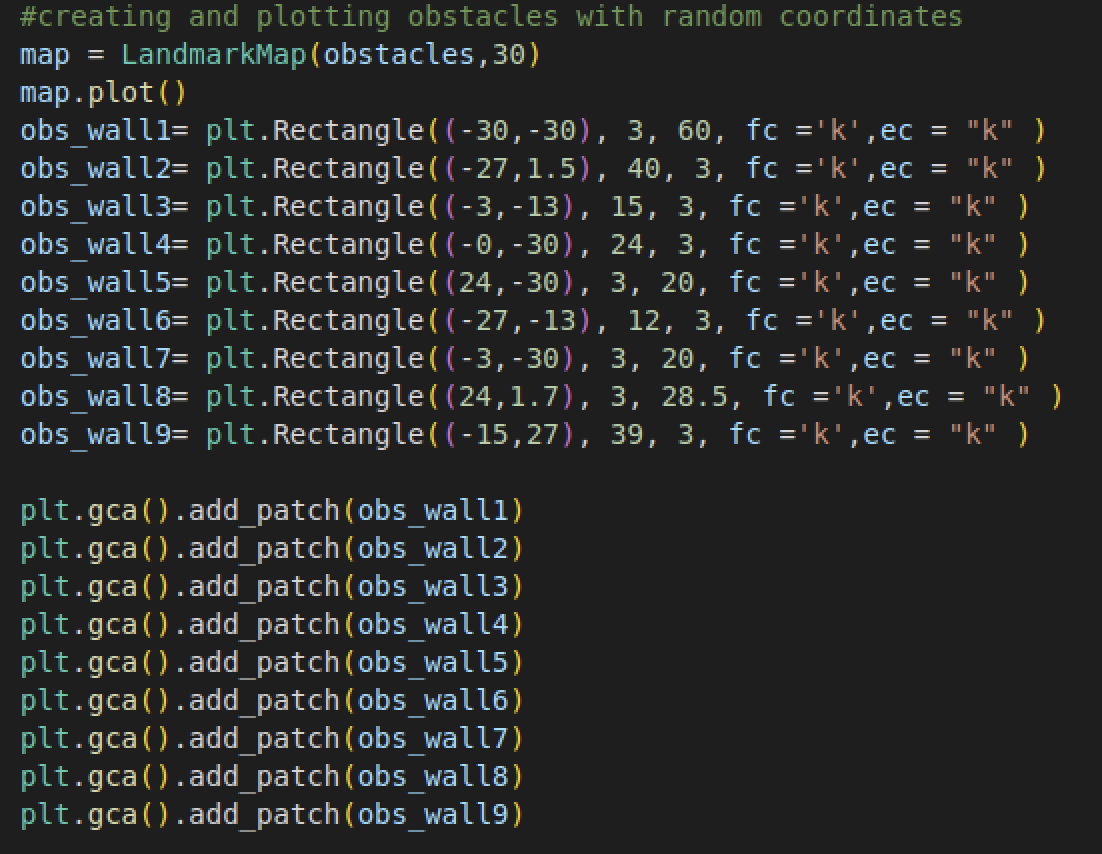 #creating and plotting obstacles with random coordinates
map = LandmarkMap(obstacles,30)
map.plot()
obs_wall1= plt.Rectangle((-30,-30), 3, 60, fc ='k',ec = "k" )
obs_wall2= plt.Rectangle((-27,1.5), 40, 3, fc ='k',ec = "k" )
obs_wall3= plt.Rectangle((-3,-13), 15, 3, fc ='k',ec = "k" )
obs_wall4= plt.Rectangle((-0,-30), 24, 3, fc ='k',ec = "k" )
obs_wall5= plt.Rectangle((24,-30), 3, 20, fc ='k',ec = "k" )
obs_wall6= plt.Rectangle((-27,-13), 12, 3, fc ='k',ec = "k" )
obs_wall7= plt.Rectangle((-3,-30), 3, 20, fc ='k',ec = "k" )
obs_wall8= plt.Rectangle((24,1.7), 3, 28.5, fc ='k',ec = "k" )
obs_wall9= plt.Rectangle((-15,27), 39, 3, fc ='k',ec = "k" )

plt.gca().add_patch(obs_wall1)
plt.gca().add_patch(obs_wall2)
plt.gca().add_patch(obs_wall3)
plt.gca().add_patch(obs_wall4)
plt.gca().add_patch(obs_wall5)
plt.gca().add_patch(obs_wall6)
plt.gca().add_patch(obs_wall7)
plt.gca().add_patch(obs_wall8)
plt.gca().add_patch(obs_wall9)